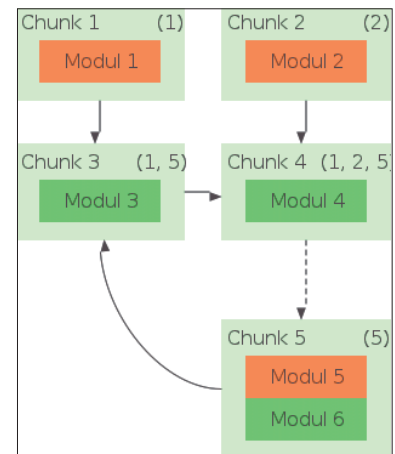 Chunk 1 (1)
Modul 1
Chunk 2 (2)
Modul 2
Chunk 3 (1, 5)
Modul 3
Chunk 4 (1, 2, 5
Modul 4
Chunk 5 (5)
Modul 5
Modul 6